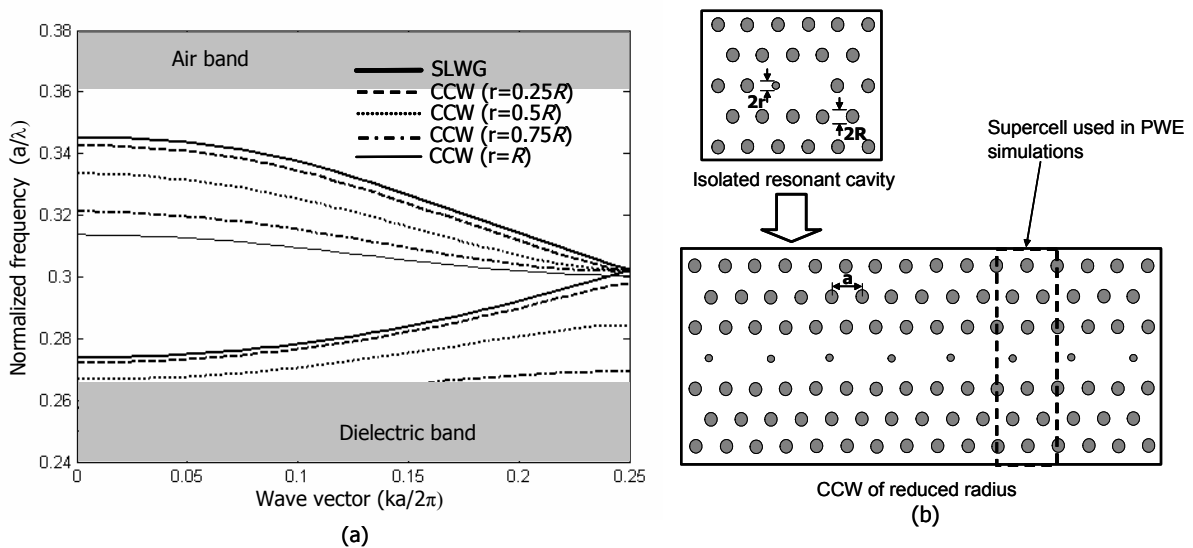 0.38
0.36
0.34
0.32
0.3
0.28
0.26
0.24
Normalized frequency (a/λ)
Air band
SLWG
CCW (r=0.25R)
CCW (r=0.5R)
CCW (r=0.75R)
CCW (r=R)
Dielectric band
0
0.05
0.1
0.15
0.2
0.25
Wave vector (ka/2π)
(a)
2r
2R
Isolated resonant cavity
Supercell used in PWE
simulations
a
CCW of reduced radius
(b)